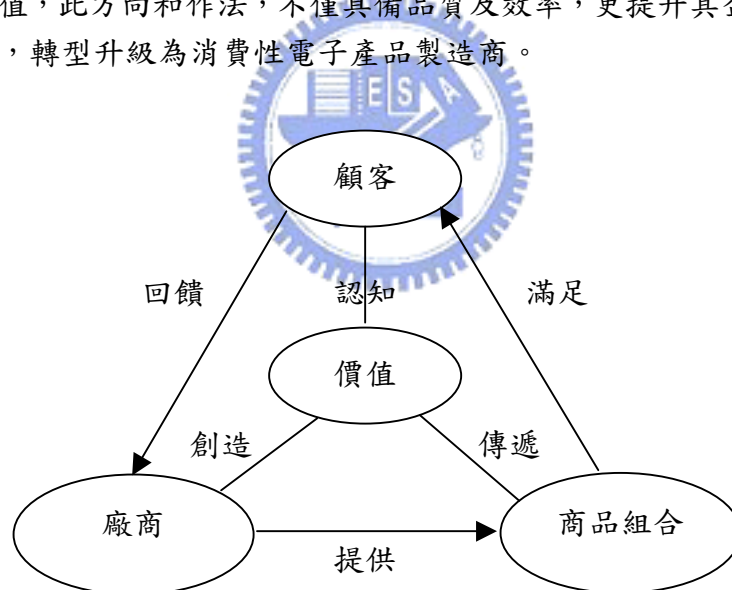 值，此方向和作法，不僅具備品質及效率，更提升其企
，轉型升級為消費性電子產品製造商。
E S A
顧客
回饋 認知 滿足
價值
創造 傳遞
廠商 商品組合
提供